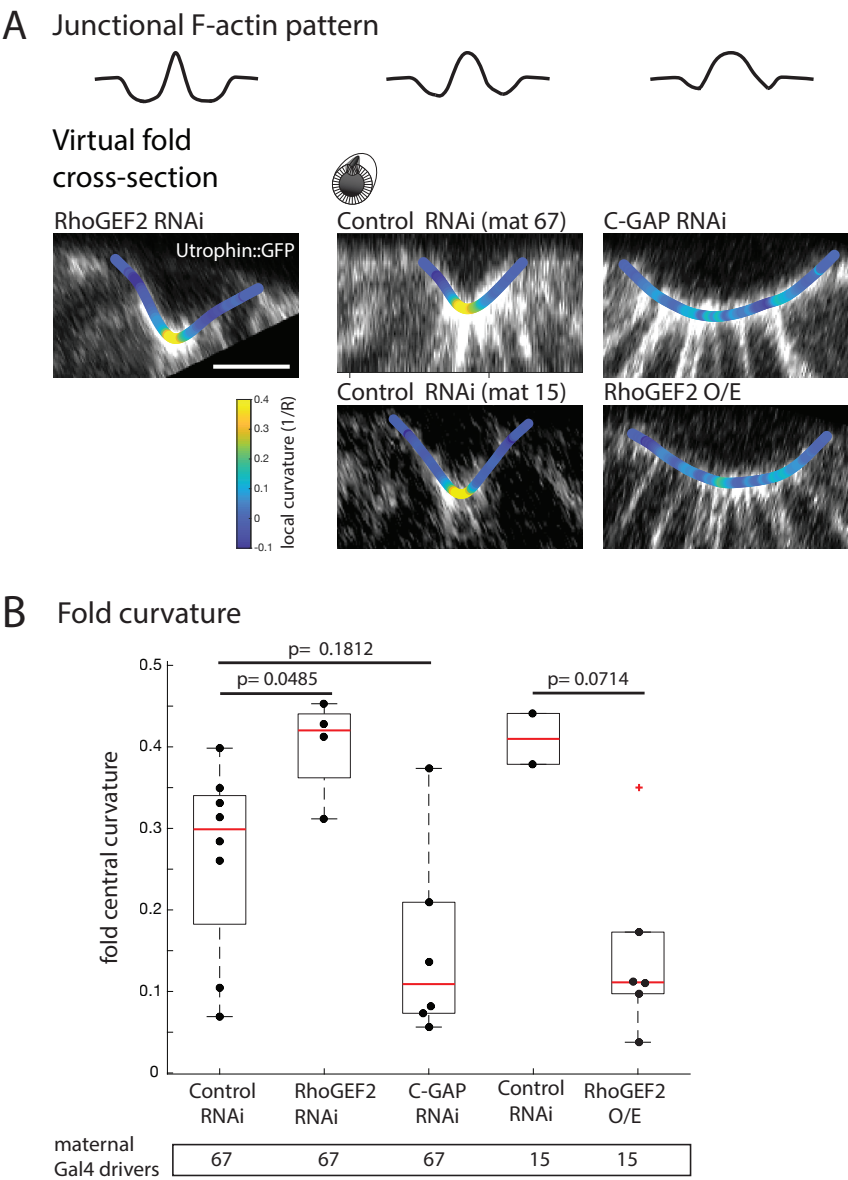 A Junctional F-actin pattern
Virtual fold
cross-section
RhoGEF2 RNAi
Control RNAi (mat 67)
C-GAP RNAi
Utrophin::GFP
Control RNAi (mat 15)
RhoGEF2 O/E
0.4
0.3
0.2
0.1
0
-0.1
local curvature (1/R)
B Fold curvature
p= 0.1812
p= 0.0485
p= 0.0714
0.5
0.4
0.3
0.2
0.1
0
fold central curvature
Control
RNAi
RhoGEF2
RNAi
C-GAP
RNAi
Control
RNAi
RhoGEF2
O/E
maternal
Gal4 drivers
67 67 67 15 15